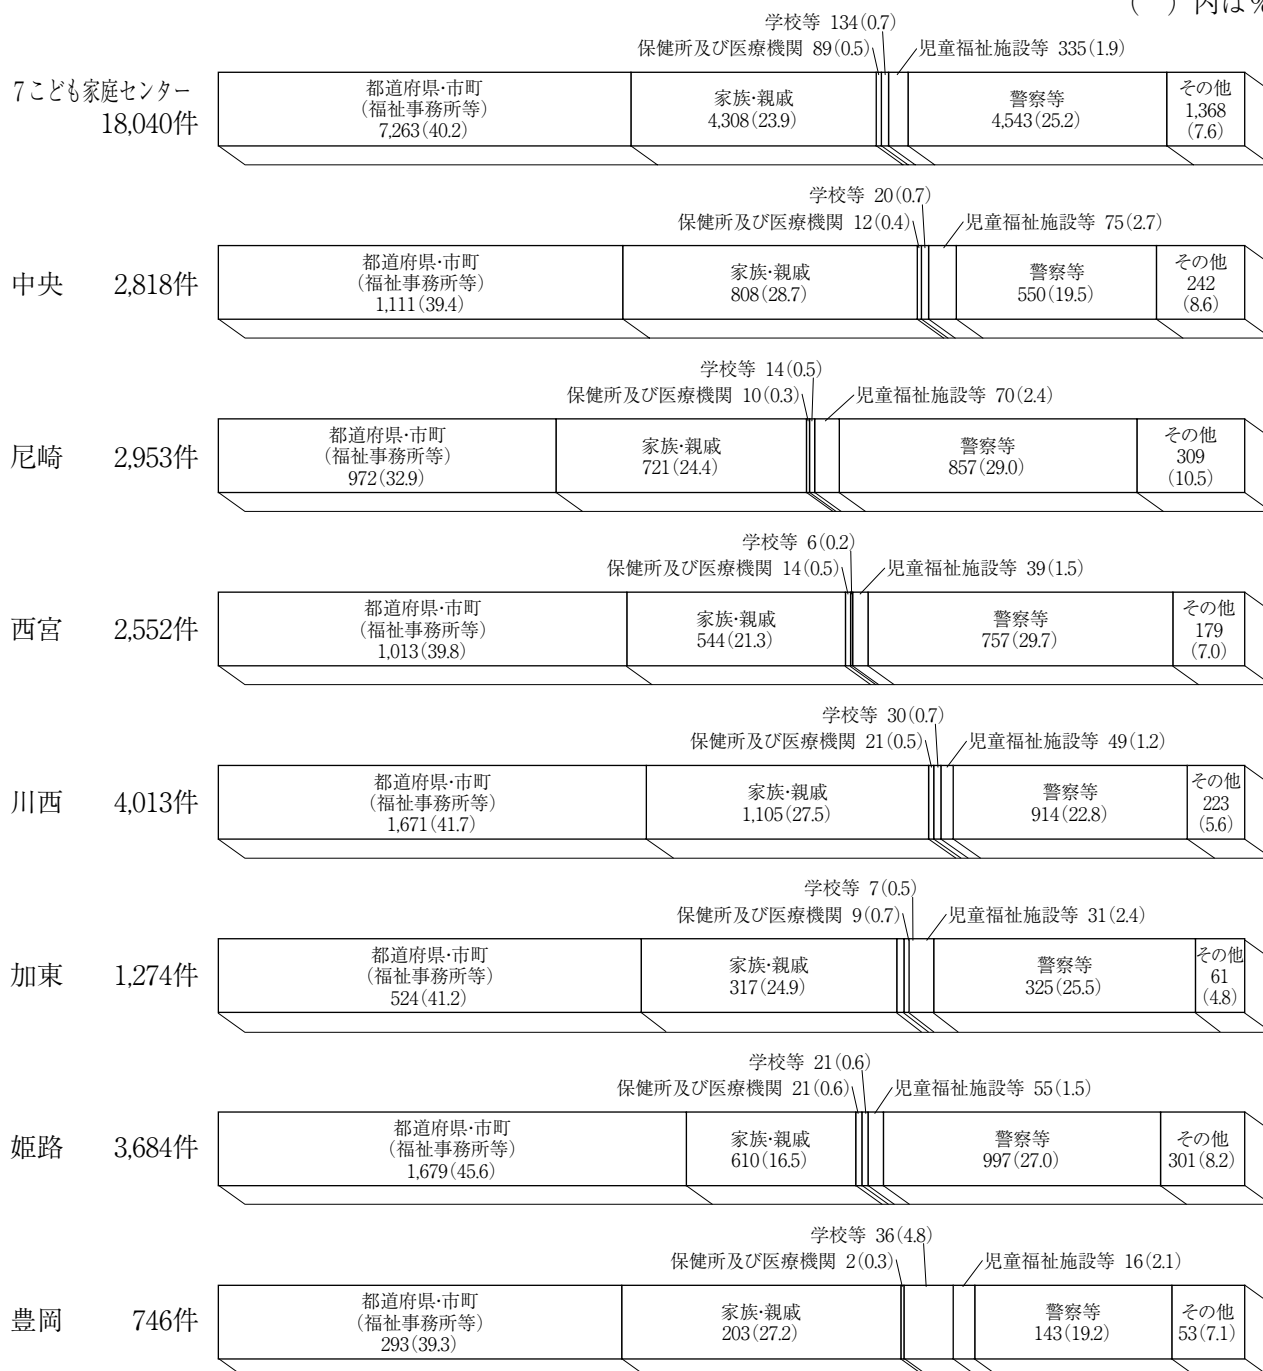 ( ) 内は%
学校等 134(0.7)
保健所及び医療機関 89(0.5)
児童福祉施設等 335(1.9)
7こども家庭センター
18,040件
都道府県・市町
(福祉事務所等)
7,263(40.2)
家族・親戚
4,308(23.9)
警察等
4,543(25.2)
その他
1,368
(7.6)
学校等 20(0.7)
保健所及び医療機関 12(0.4)
児童福祉施設等 75(2.7)
中央 2,818件
都道府県・市町
(福祉事務所等)
1,111(39.4)
家族・親戚
808(28.7)
警察等
550(19.5)
その他
242
(8.6)
学校等 14(0.5)
保健所及び医療機関 10(0.3)
児童福祉施設等 70(2.4)
尼崎 2,953件
都道府県・市町
(福祉事務所等)
972(32.9)
家族・親戚
721(24.4)
警察等
857(29.0)
その他
309
(10.5)
学校等 6(0.2)
保健所及び医療機関 14(0.5)
児童福祉施設等 39(1.5)
西宮 2,552件
都道府県・市町
(福祉事務所等)
1,013(39.8)
家族・親戚
544(21.3)
警察等
757(29.7)
その他
179
(7.0)
学校等 30(0.7)
保健所及び医療機関 21(0.5)
児童福祉施設等 49(1.2)
川西 4,013件
都道府県・市町
(福祉事務所等)
1,671(41.7)
家族・親戚
1,105(27.5)
警察等
914(22.8)
その他
223
(5.6)
学校等 7(0.5)
保健所及び医療機関 9(0.7)
児童福祉施設等 31(2.4)
加東 1,274件
都道府県・市町
(福祉事務所等)
524(41.2)
家族・親戚
317(24.9)
警察等
325(25.5)
その他
61
(4.8)
学校等 21(0.6)
保健所及び医療機関 21(0.6)
児童福祉施設等 55(1.5)
姫路 3,684件
都道府県・市町
(福祉事務所等)
1,679(45.6)
家族・親戚
610(16.5)
警察等
997(27.0)
その他
301(8.2)
学校等 36(4.8)
保健所及び医療機関 2(0.3)
児童福祉施設等 16(2.1)
豊岡 746件
都道府県・市町
(福祉事務所等)
293(39.3)
家族・親戚
203(27.2)
警察等
143(19.2)
その他
53(7.1)